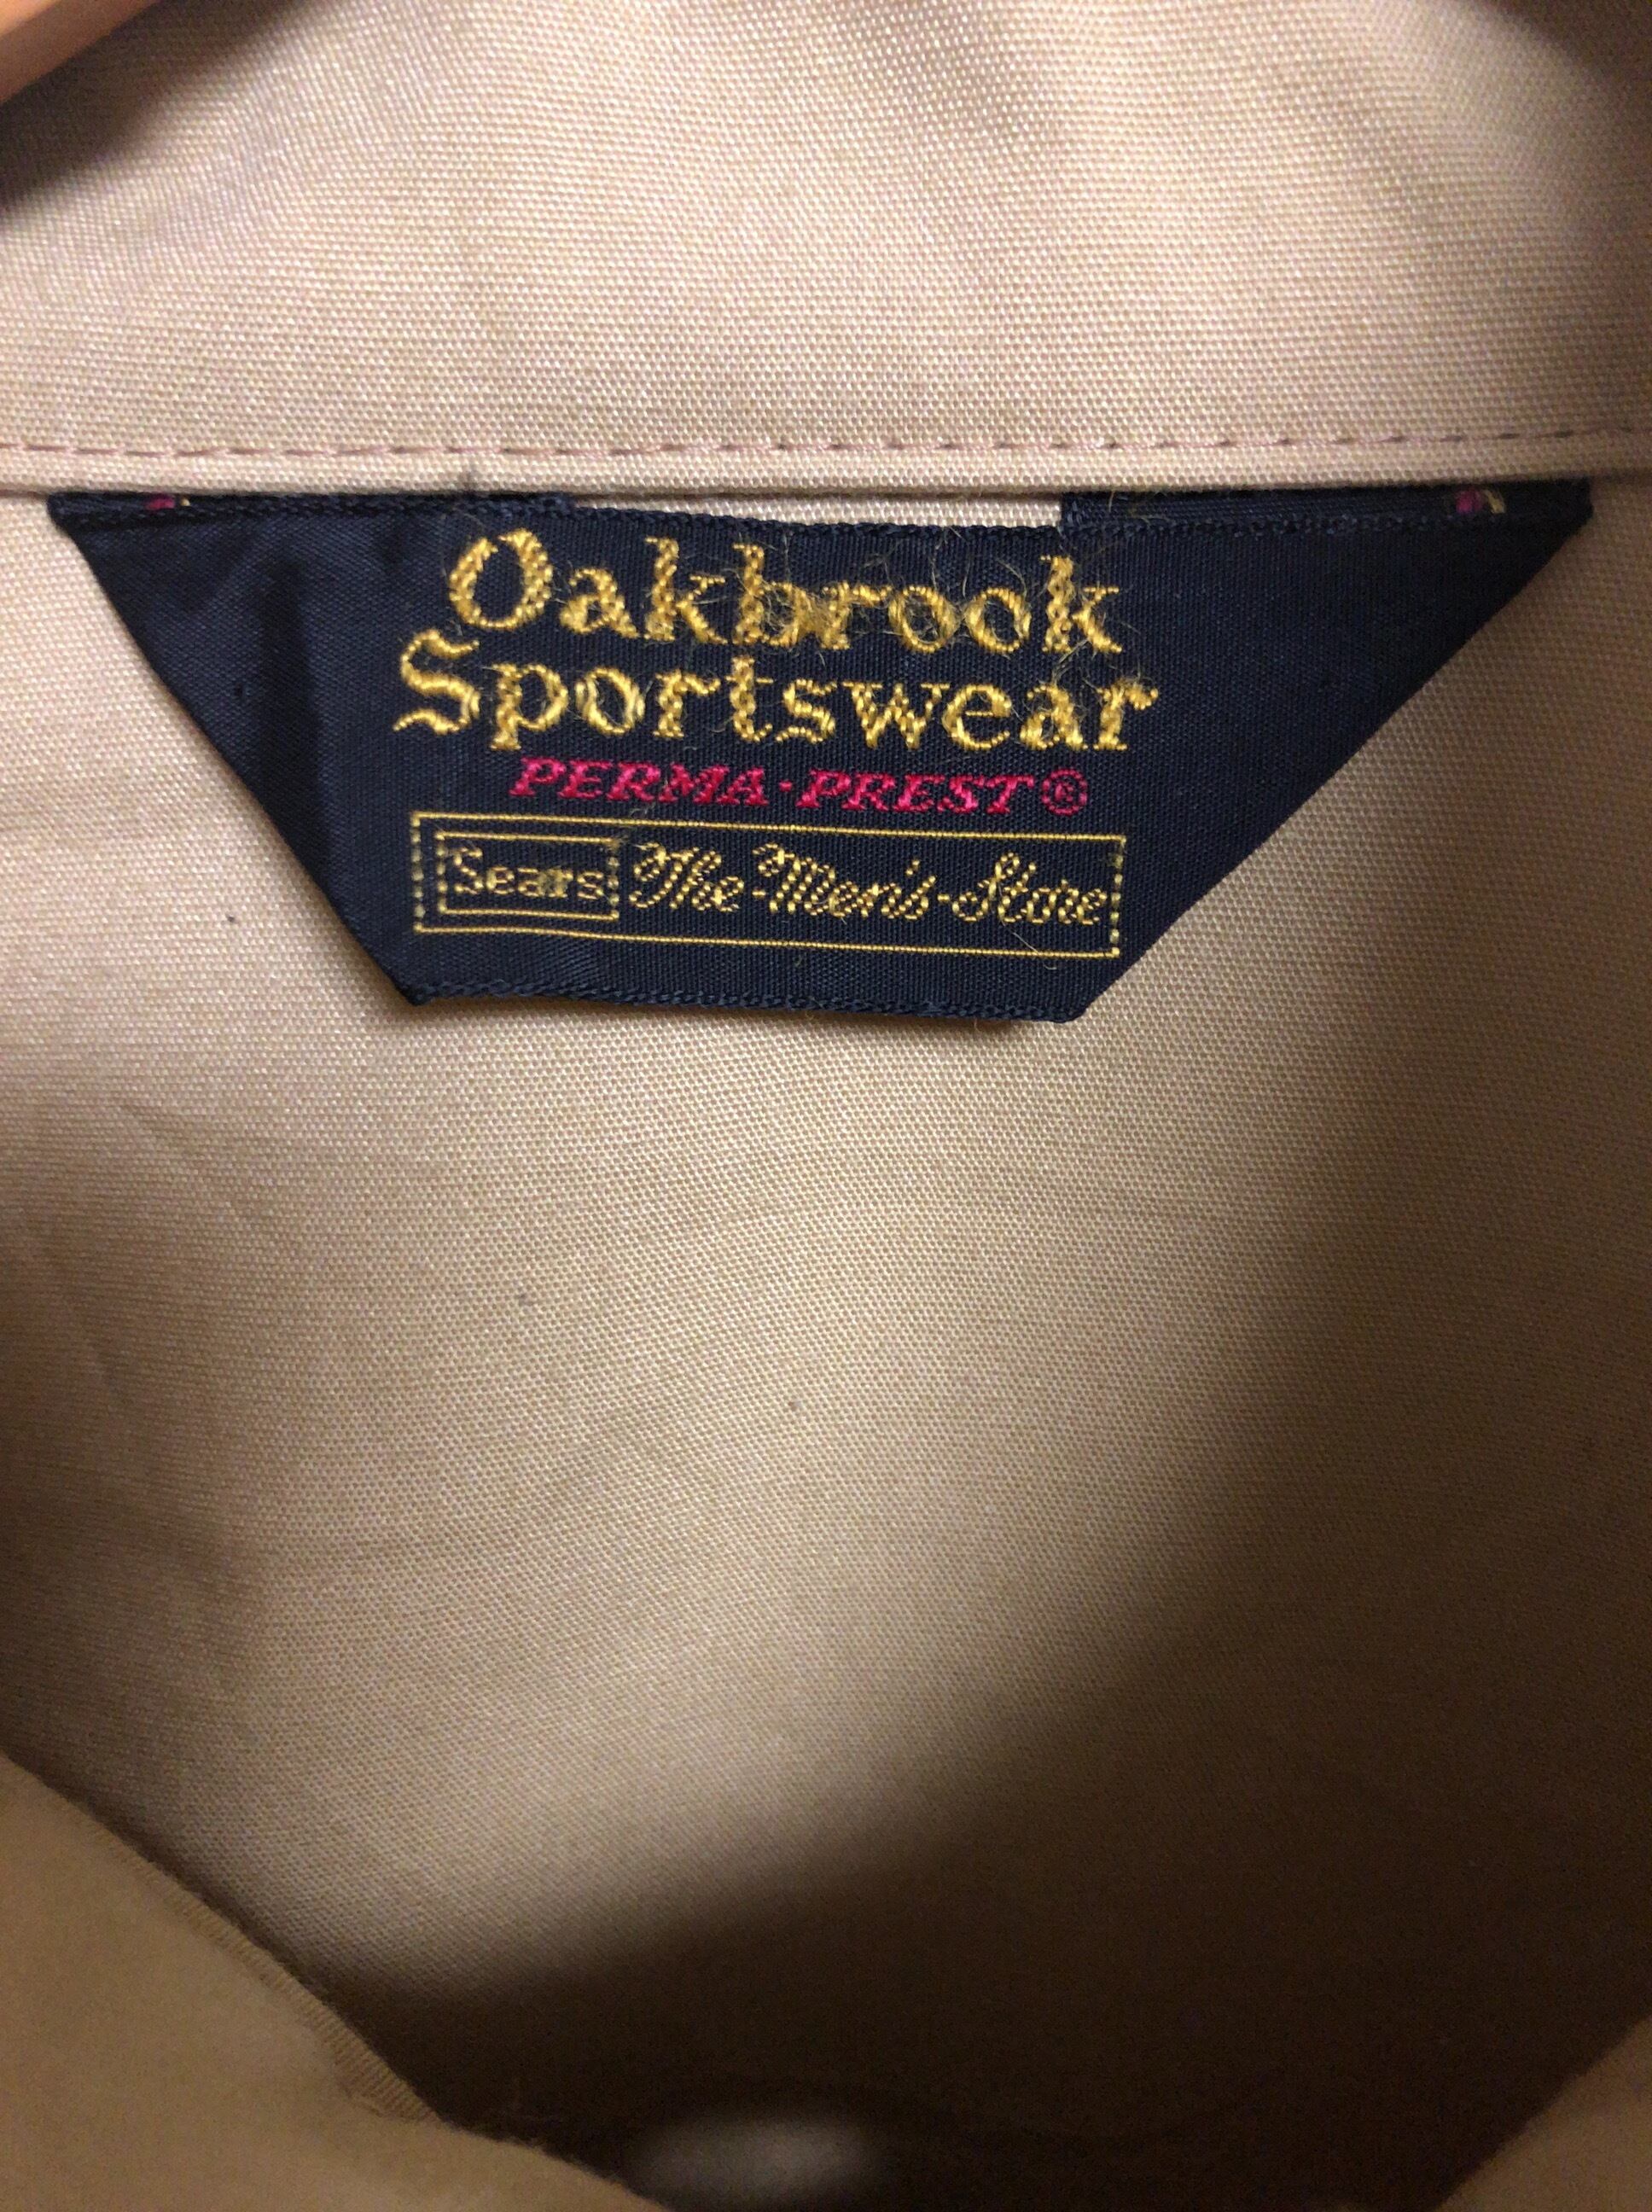 Oakbrook
Sportswear
PERMA-PREST®
Sears The-Men's-Store